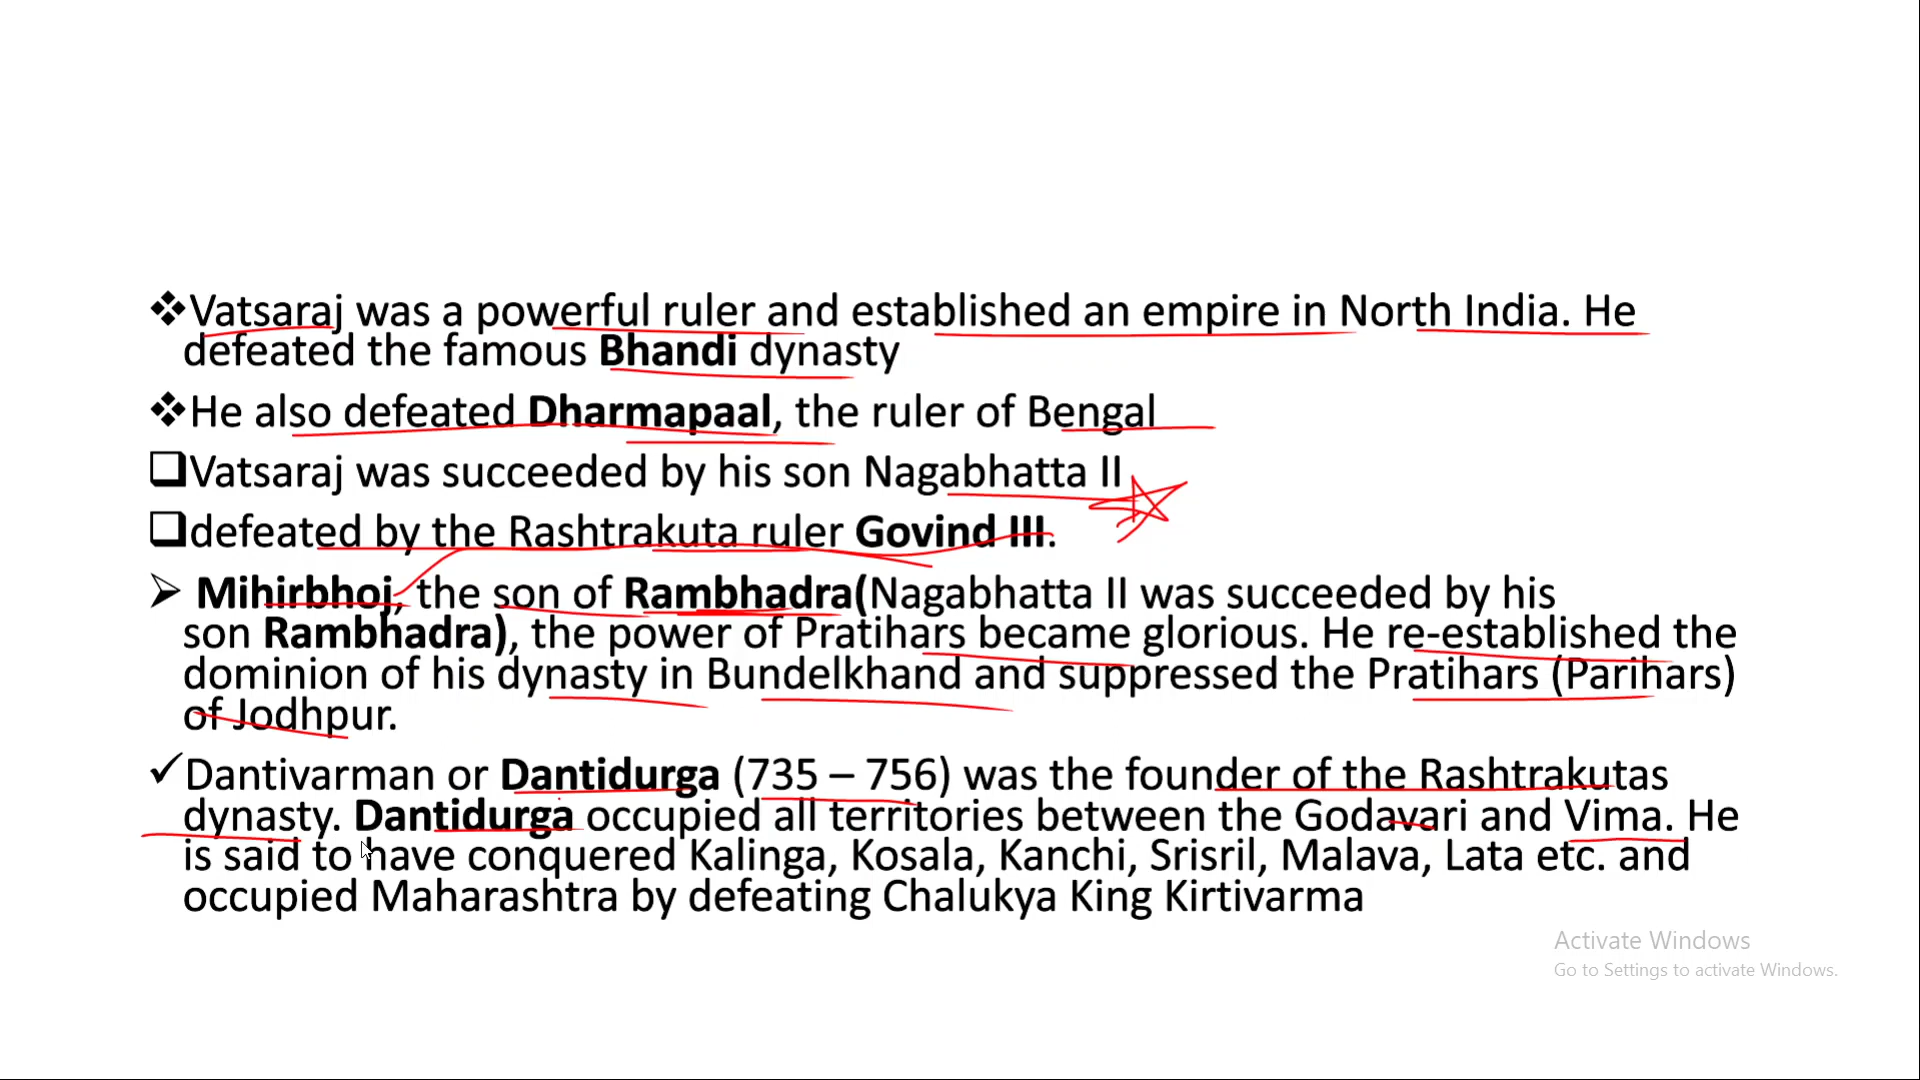 ❖Vatsaraj was a powerful ruler and established an empire in North India. He
defeated the famous Bhandi dynasty
❖He also defeated Dharmapaal, the ruler of Bengal
❑Vatsaraj was succeeded by his son Nagabhatta II
❑defeated by the Rashtrakuta ruler Govind III.
➢ Mihirbhoj, the son of Rambhadra(Nagabhatta II was succeeded by his
son Rambhadra), the power of Pratihars became glorious. He re-established the
dominion of his dynasty in Bundelkhand and suppressed the Pratihars (Parihars)
of Jodhpur.
✓Dantivarman or Dantidurga (735 – 756) was the founder of the Rashtrakutas
dynasty. Dantidurga occupied all territories between the Godavari and Vima. He
is said to have conquered Kalinga, Kosala, Kanchi, Srisril, Malava, Lata etc. and
occupied Maharashtra by defeating Chalukya King Kirtivarma
Activate Windows
Go to Settings to activate Windows.